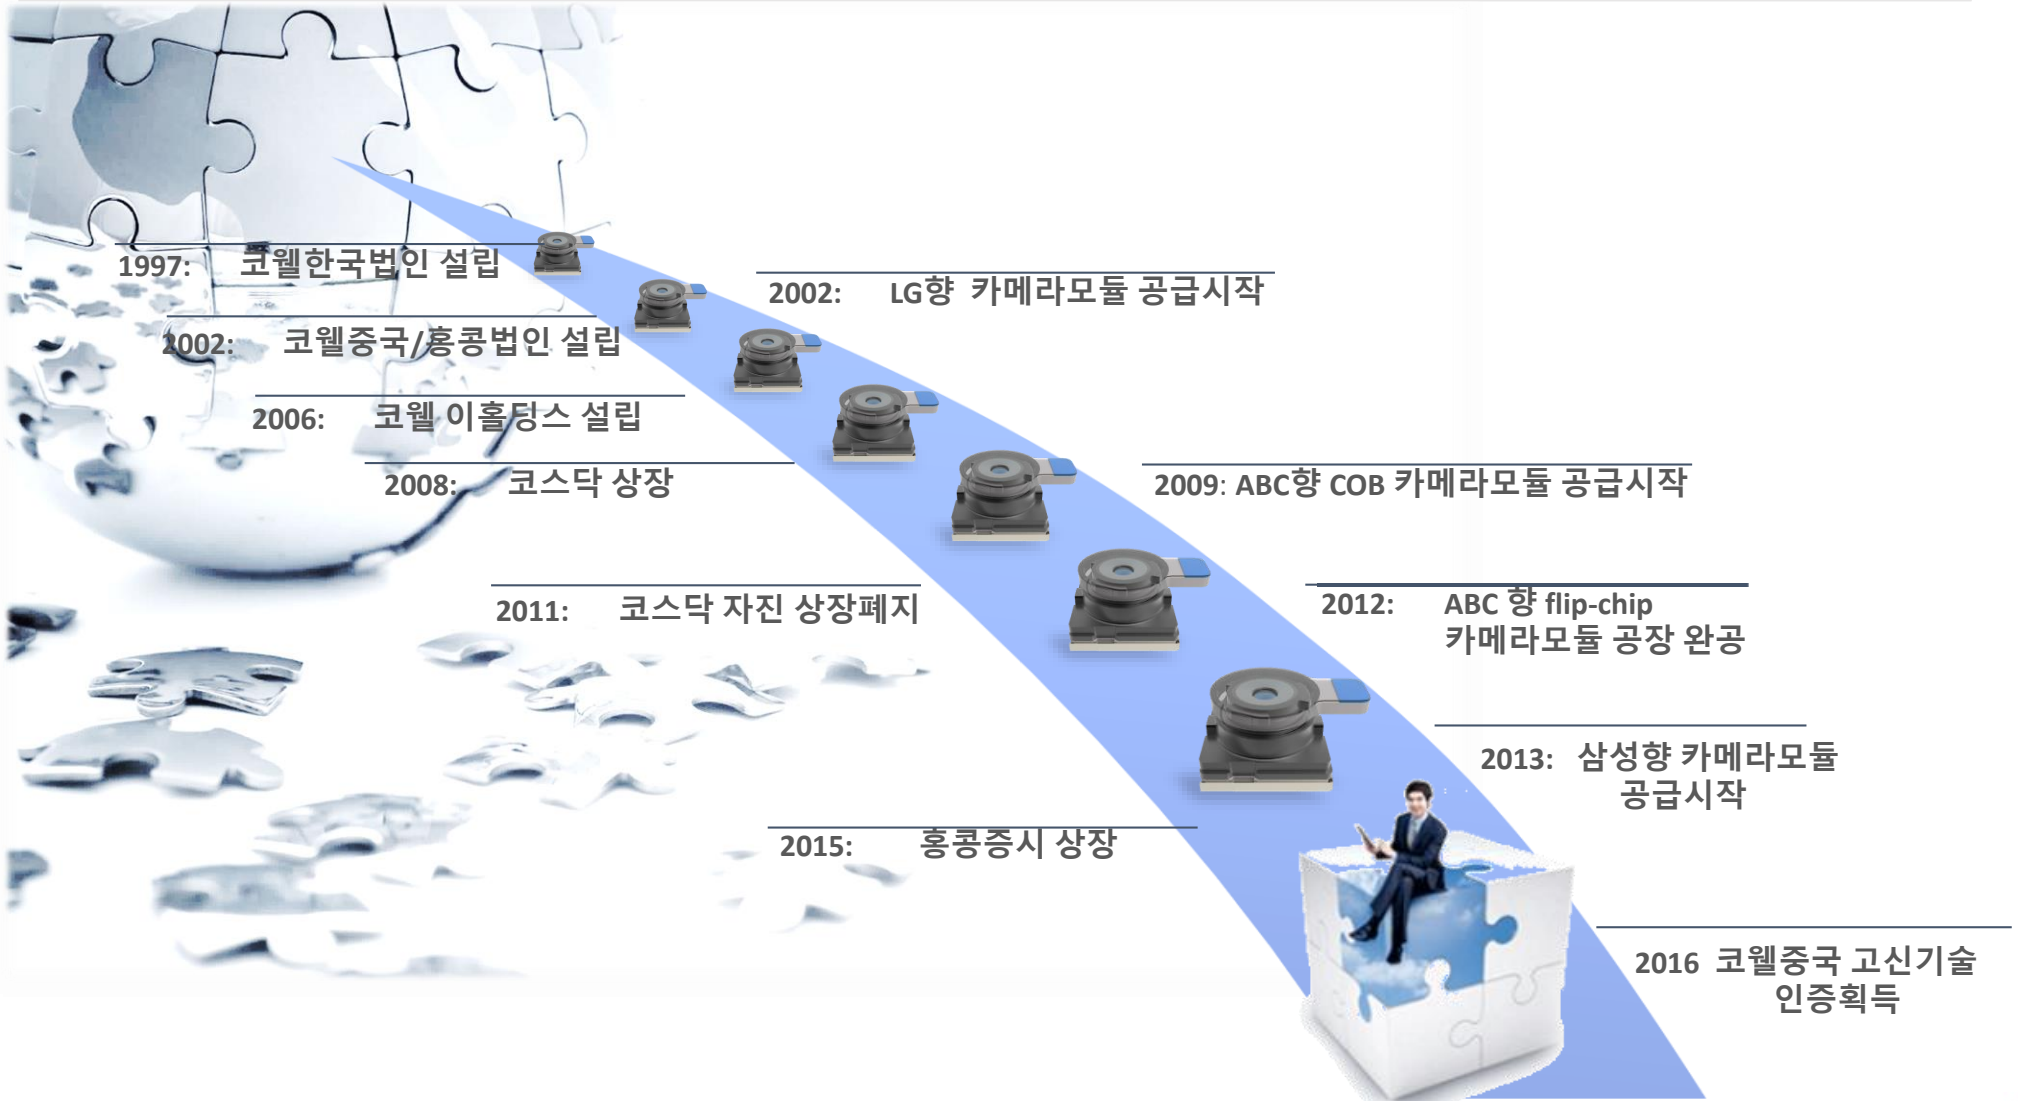 1997: 코웰한국법인 설립
2002: LG향 카메라모듈 공급시작
2002: 코웰중국/홍콩법인 설립
2006: 코웰 이홀딩스 설립
2008: 코스닥 상장
2009: ABC향 COB 카메라모듈 공급시작
2011: 코스닥 자진 상장폐지
2012: ABC 향 flip-chip
카메라모듈 공장 완공
2013: 삼성향 카메라모듈
공급시작
2015: 홍콩증시 상장
2016 코웰중국 고신기술
인증획득